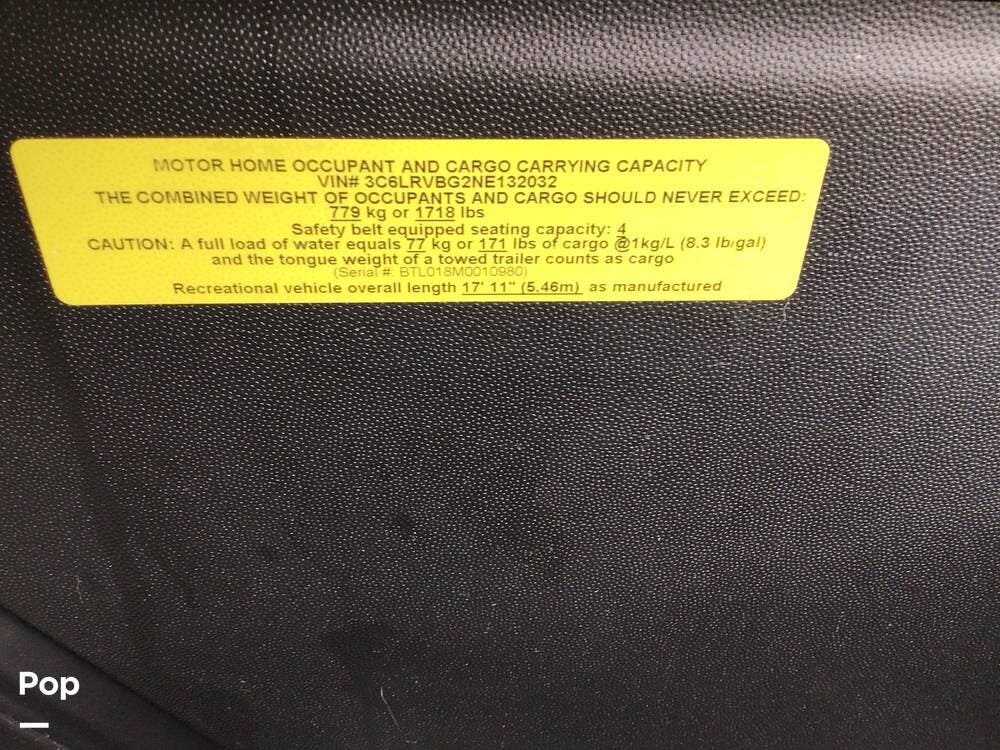 MOTOR HOME OCCUPANT AND CARGO CARRYING CAPACITY
VIN# 3C6LRVBG2NE132032
THE COMBINED WEIGHT OF OCCUPANTS AND CARGO SHOULD NEVER EXCEED:
779 kg or 1718 lbs
Safety belt equipped seating capacity: 4
CAUTION: A full load of water equals 77 kg or 171 lbs of cargo @1kg/L (8.3 lb/gal)
and the tongue weight of a towed trailer counts as cargo
(Serial #: BTL018M0010980)
Recreational vehicle overall length 17' 11" (5.46m) as manufactured
Pop